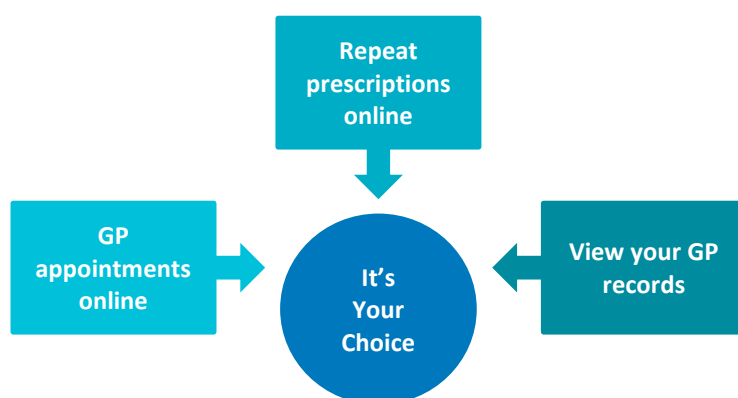 Repeat
prescriptions
online
GP
appointments
online
It’s
Your
Choice
View your GP
records